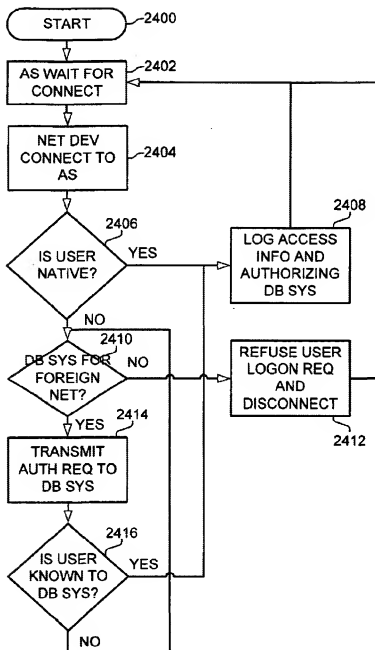 START
2400
AS WAIT FOR
CONNECT
2402
NET DEV
CONNECT TO
AS
2404
2406
IS USER
NATIVE?
YES
NO
2408
LOG ACCESS
INFO AND
AUTHORIZING
DB SYS
2410
DB SYS FOR
FOREIGN
NET?
NO
YES
REFUSE USER
LOGON REQ
AND
DISCONNECT
2412
2414
TRANSMIT
AUTH REQ TO
DB SYS
2416
IS USER
KNOWN TO
DB SYS?
YES
NO